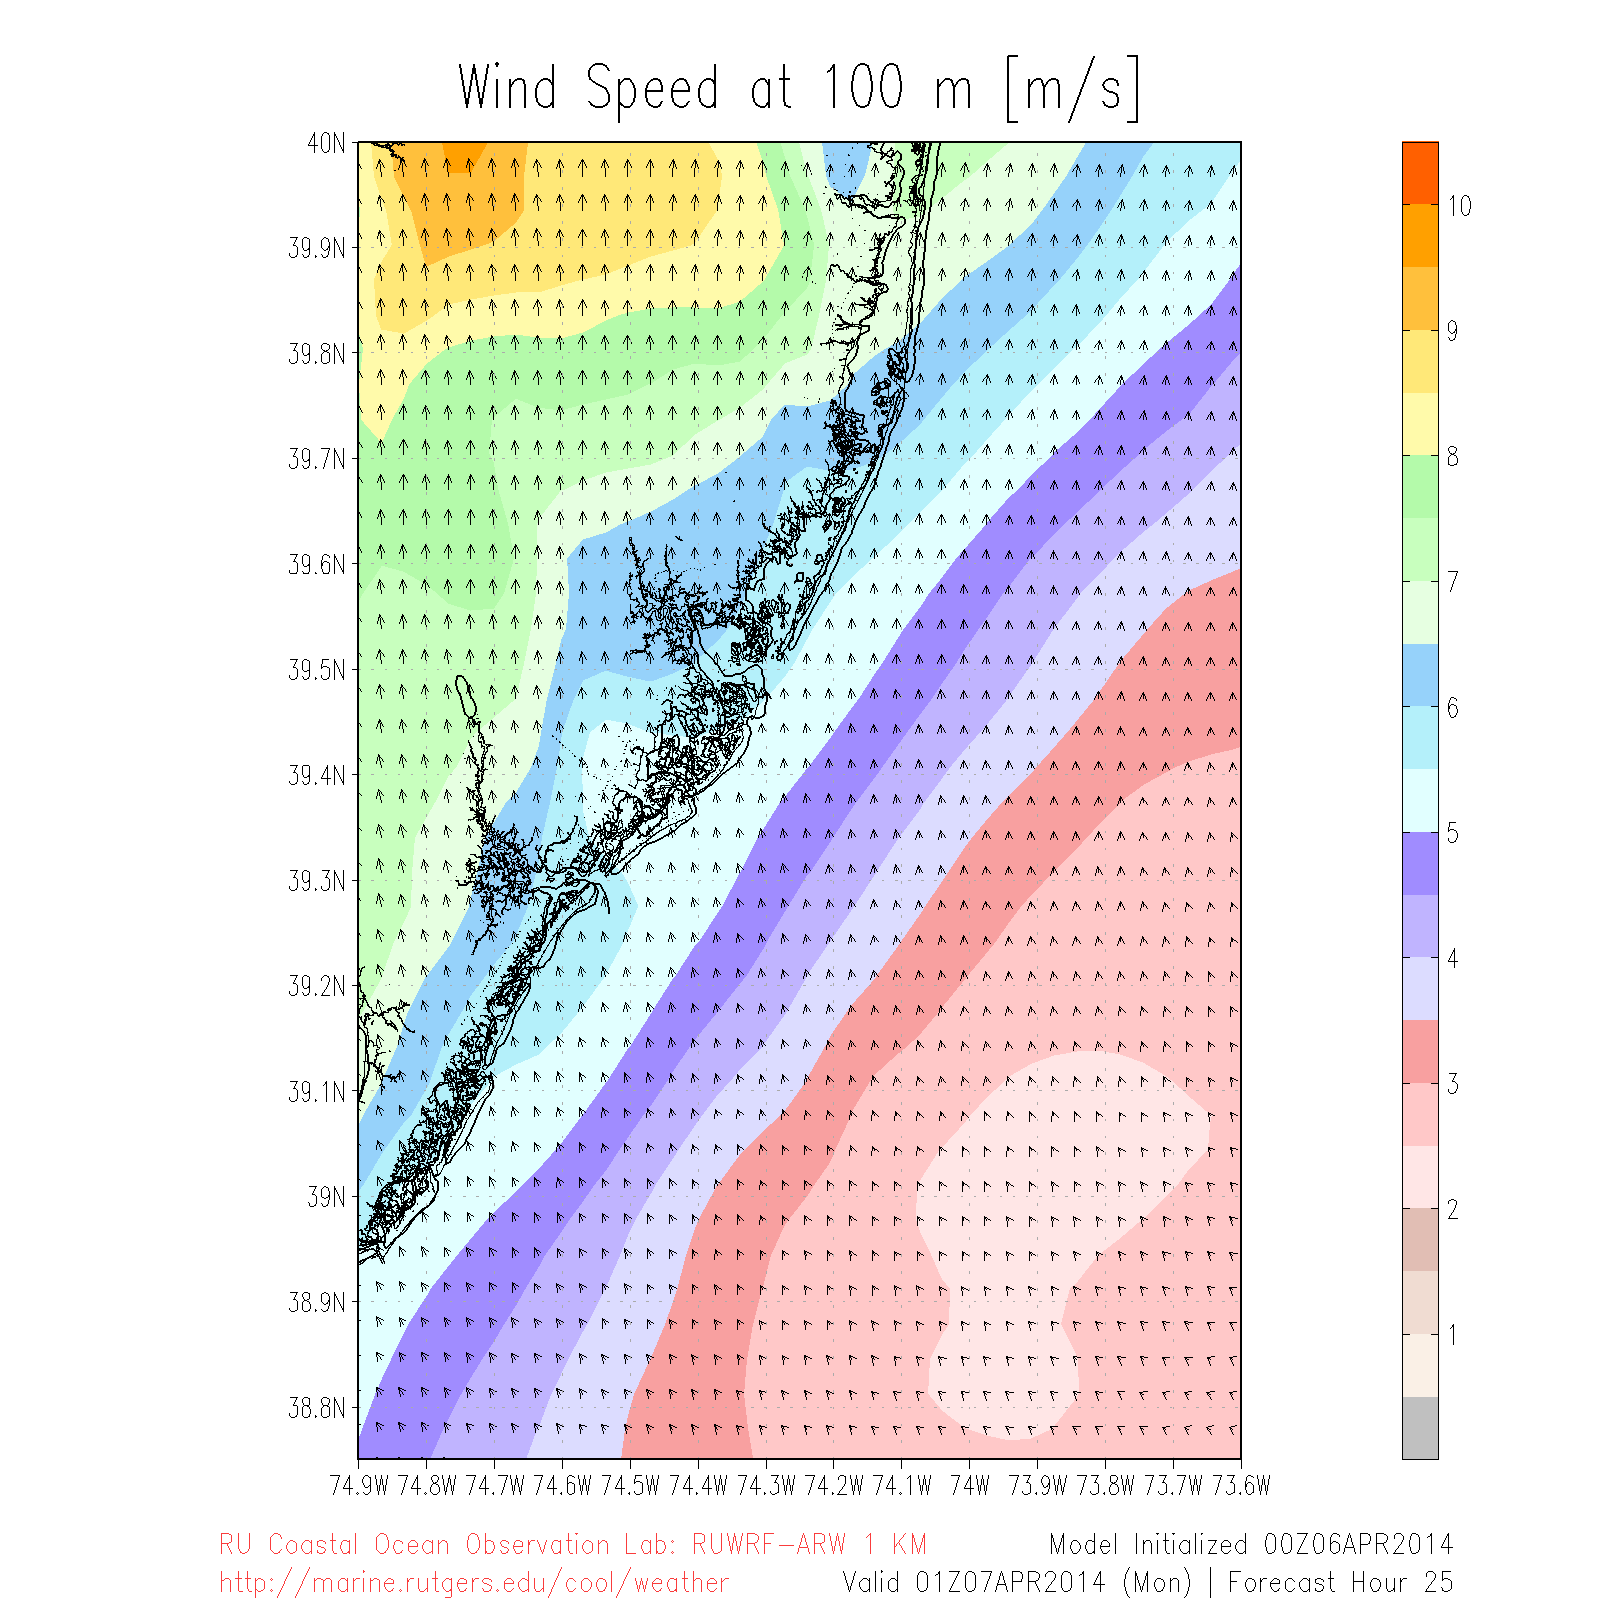 Wind Speed at 100 m [m/s]
40N
39.9N
39.8N
39.7N
39.6N
39.5N
39.4N
39.3N
39.2N
39.1N
39N
38.9N
38.8N
74.9W 74.8W 74.7W 74.6W 74.5W 74.4W 74.3W 74.2W 74.1W 74W 73.9W 73.8W 73.7W 73.6W
10
9
8
7
6
5
4
3
2
1
RU Coastal Ocean Observation Lab: RUWRF-ARW 1 KM
http://marine.rutgers.edu/cool/weather
Model Initialized 00Z06APR2014
Valid 01Z07APR2014 (Mon) | Forecast Hour 25